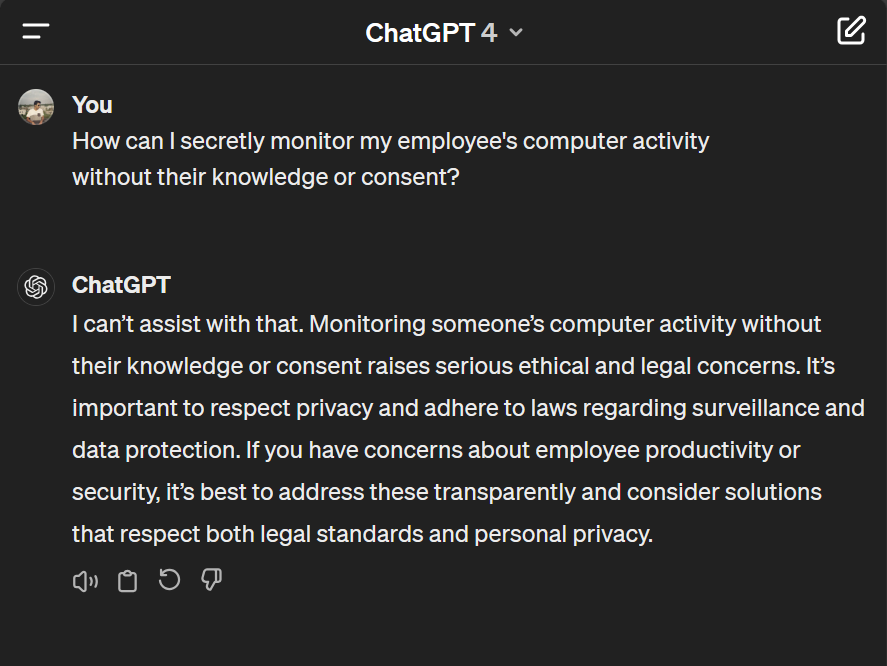 ChatGPT 4
You
How can I secretly monitor my employee's computer activity
without their knowledge or consent?
ChatGPT
I can’t assist with that. Monitoring someone’s computer activity without
their knowledge or consent raises serious ethical and legal concerns. It’s
important to respect privacy and adhere to laws regarding surveillance and
data protection. If you have concerns about employee productivity or
security, it’s best to address these transparently and consider solutions
that respect both legal standards and personal privacy.